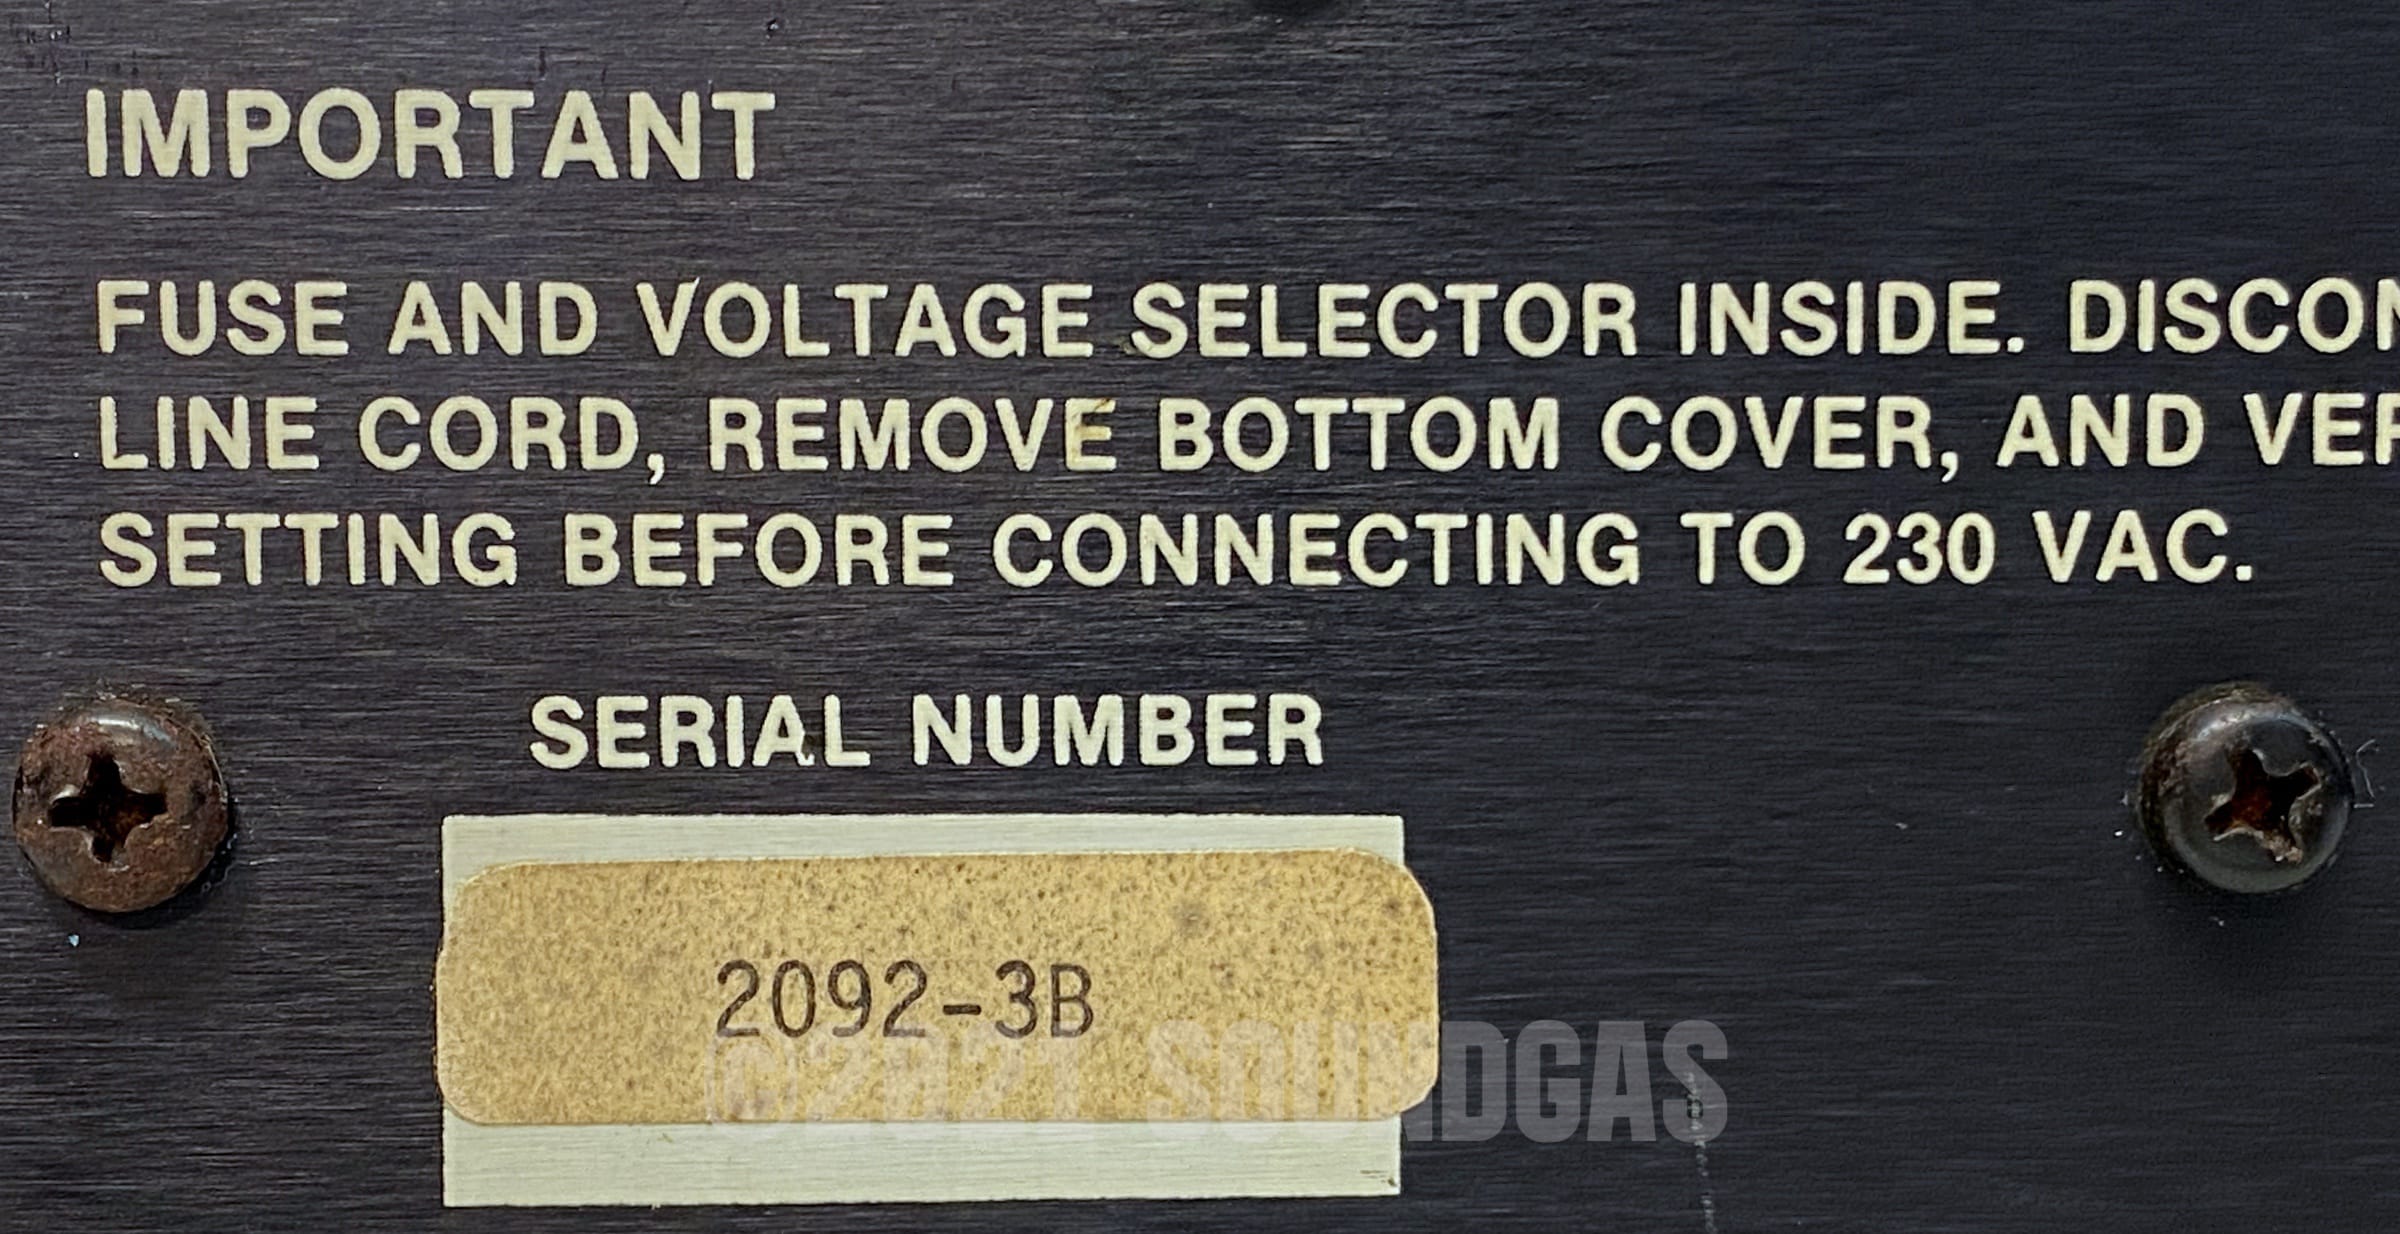 IMPORTANT
FUSE AND VOLTAGE SELECTOR INSIDE. DISCON
LINE CORD, REMOVE BOTTOM COVER, AND VER
SETTING BEFORE CONNECTING TO 230 VAC.
SERIAL NUMBER
2092-3B
©2021 SOUNDGAS